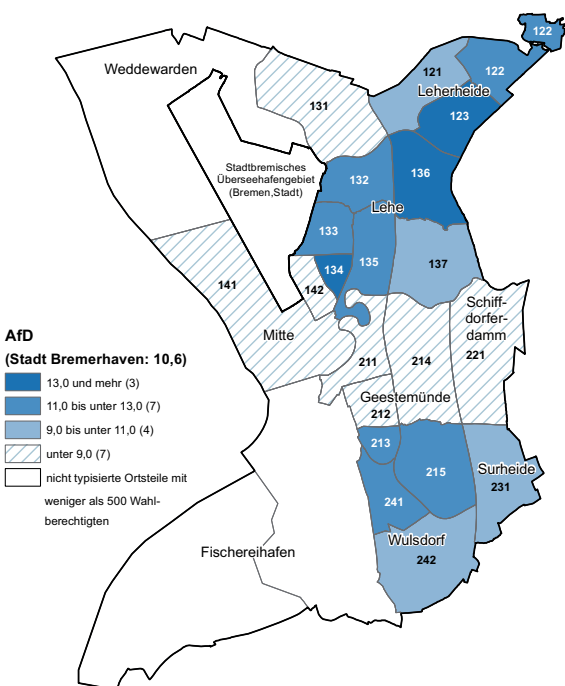 122
Weddewarden
121
122
Leherheide
131
123
Stadtbremisches
Überseehafengebiet
(Bremen,Stadt)
132
136
Lehe
133
134
135
137
141
142
Schiff-
dorfer-
damm
221
Mitte
211
214
AfD
(Stadt Bremerhaven: 10,6)
13,0 und mehr (3)
11,0 bis unter 13,0 (7)
9,0 bis unter 11,0 (4)
unter 9,0 (7)
nicht typisierte Ortsteile mit
weniger als 500 Wahl-
berechtigten
Geestemünde
212
213
215
Surheide
231
241
Wulsdorf
242
Fischereihafen